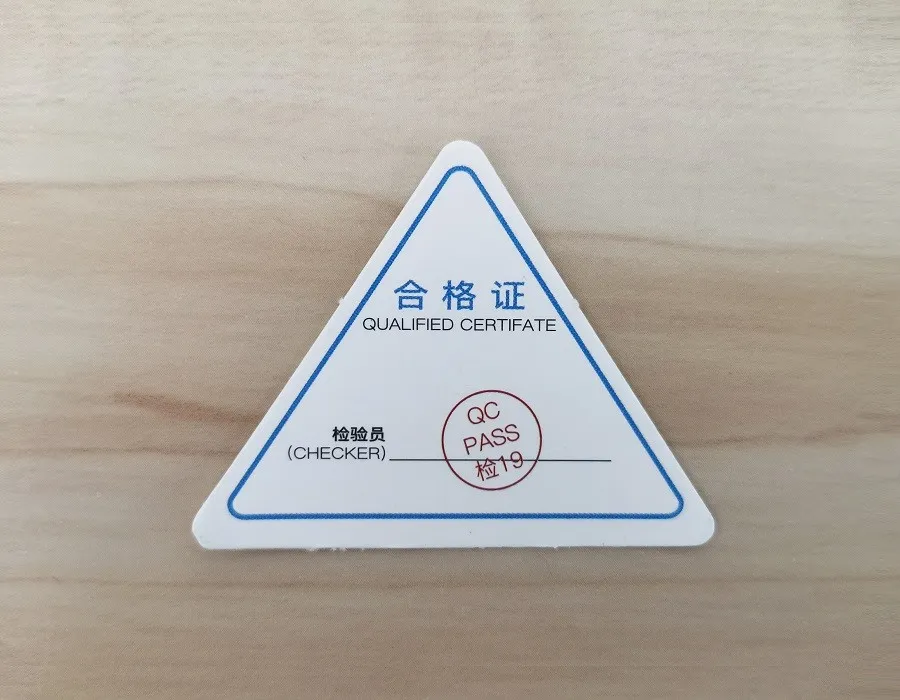 合格证
QUALIFIED CERTIFATE
检验员
(CHECKER)
QC
PASS
检19